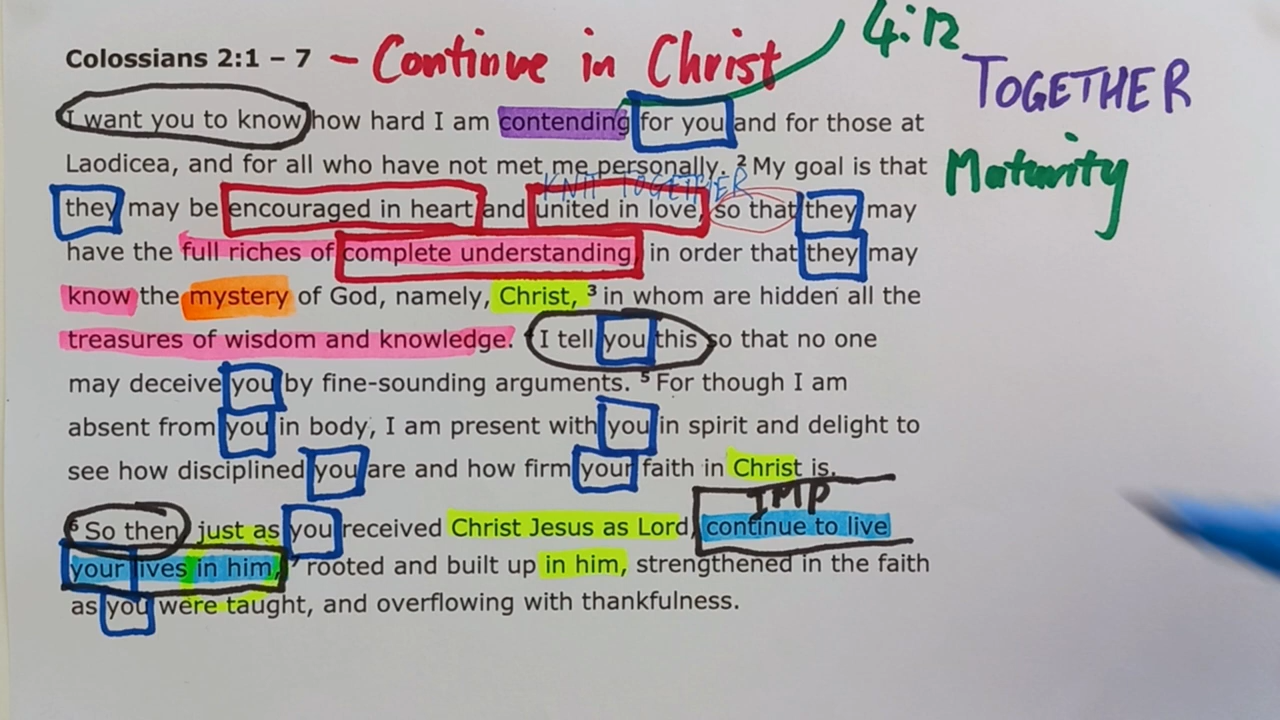 4:12
Colossians 2:1 – 7 – Continue in Christ
TOGETHER
I want you to know how hard I am contending for you and for those at
Laodicea, and for all who have not met me personally. ² My goal is that
Maturity
KNIT TOGETHER
they may be encouraged in heart and united in love, so that they may
have the full riches of complete understanding, in order that they may
know the mystery of God, namely, Christ, ³ in whom are hidden all the
treasures of wisdom and knowledge. ⁴ I tell you this so that no one
may deceive you by fine-sounding arguments. ⁵ For though I am
absent from you in body, I am present with you in spirit and delight to
see how disciplined you are and how firm your faith in Christ is.
IMP
⁶ So then, just as you received Christ Jesus as Lord, continue to live
your lives in him, ⁷ rooted and built up in him, strengthened in the faith
as you were taught, and overflowing with thankfulness.